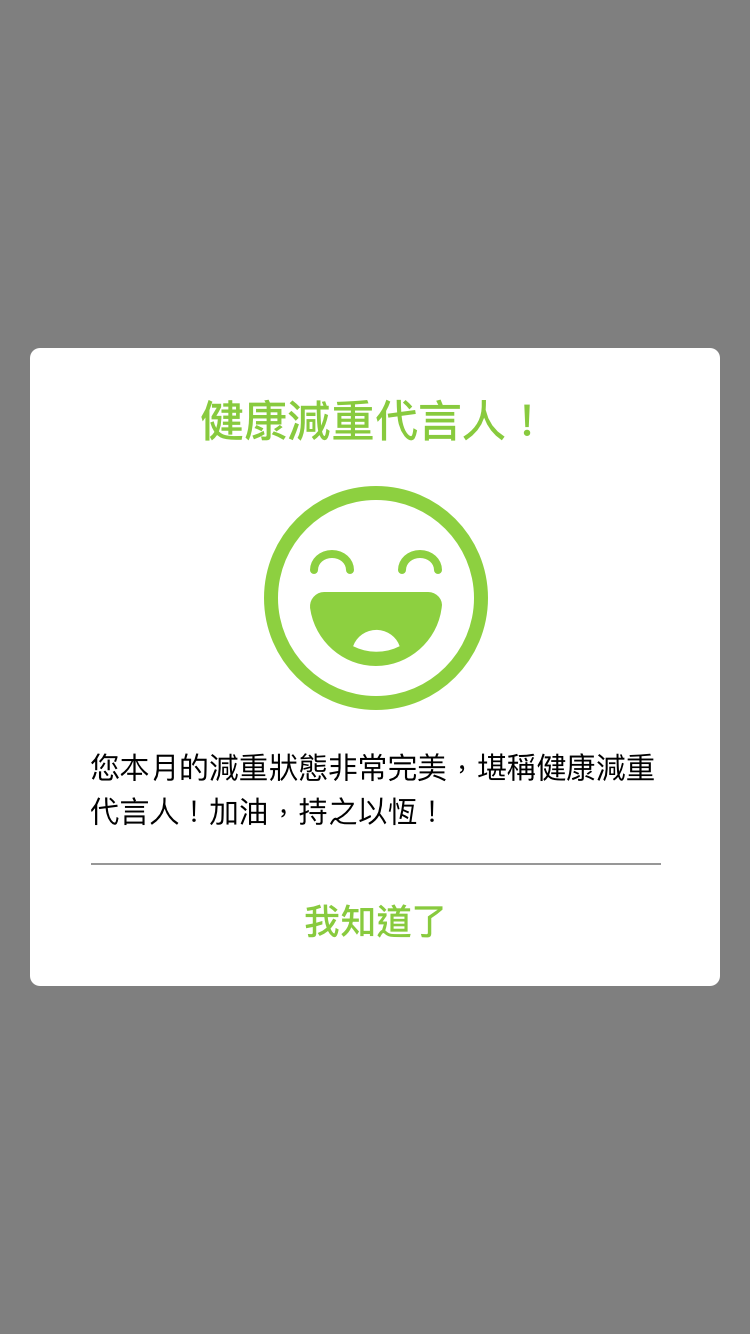 健康減重代言人！
您本月的減重狀態非常完美，堪稱健康減重
代言人！加油，持之以恆！
我知道了